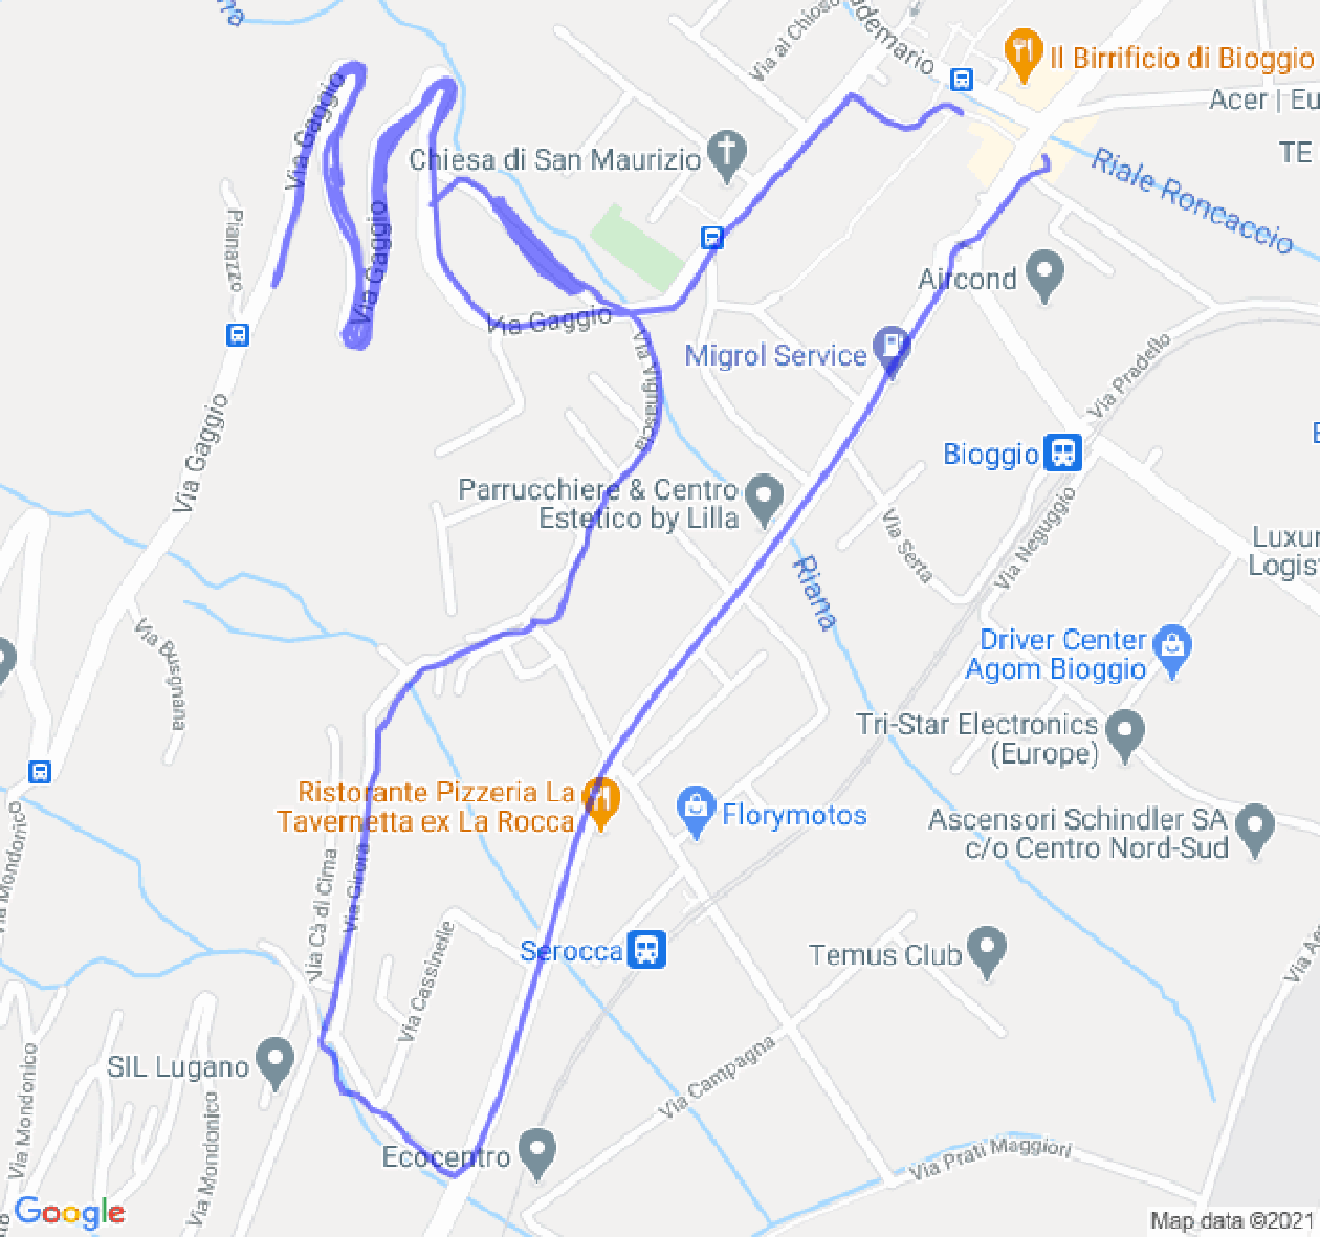 na
Via ai Chioso
ademario
Il Birrificio di Bioggio
Acer | Eu
TE
Via Gaggio
Chiesa di San Maurizio
Riale Roncaccio
Pianazzo
Via Gaggio
Aircond
Via Gaggio
Via Vignascia
Migrol Service
Via Pradello
Via Gaggio
Bioggio
E
Parrucchiere & Centro
Estetico by Lilla
Via Serta
Via Neguggio
Luxur
Logist
Riana
Via Busgnana
Driver Center
Agom Bioggio
Tri-Star Electronics
(Europe)
Ristorante Pizzeria La
Tavernetta ex La Rocca
Florymotos
Ascensori Schindler SA
c/o Centro Nord-Sud
Via Mondonico
Via Cà di Cima
Via Girora
Via Cassinelle
Serocca
Temus Club
Via Ae
SIL Lugano
Via Mondonico
Via Mondonico
Via Campagna
Ecocentro
Via Prati Maggiori
Google
Map data ©2021